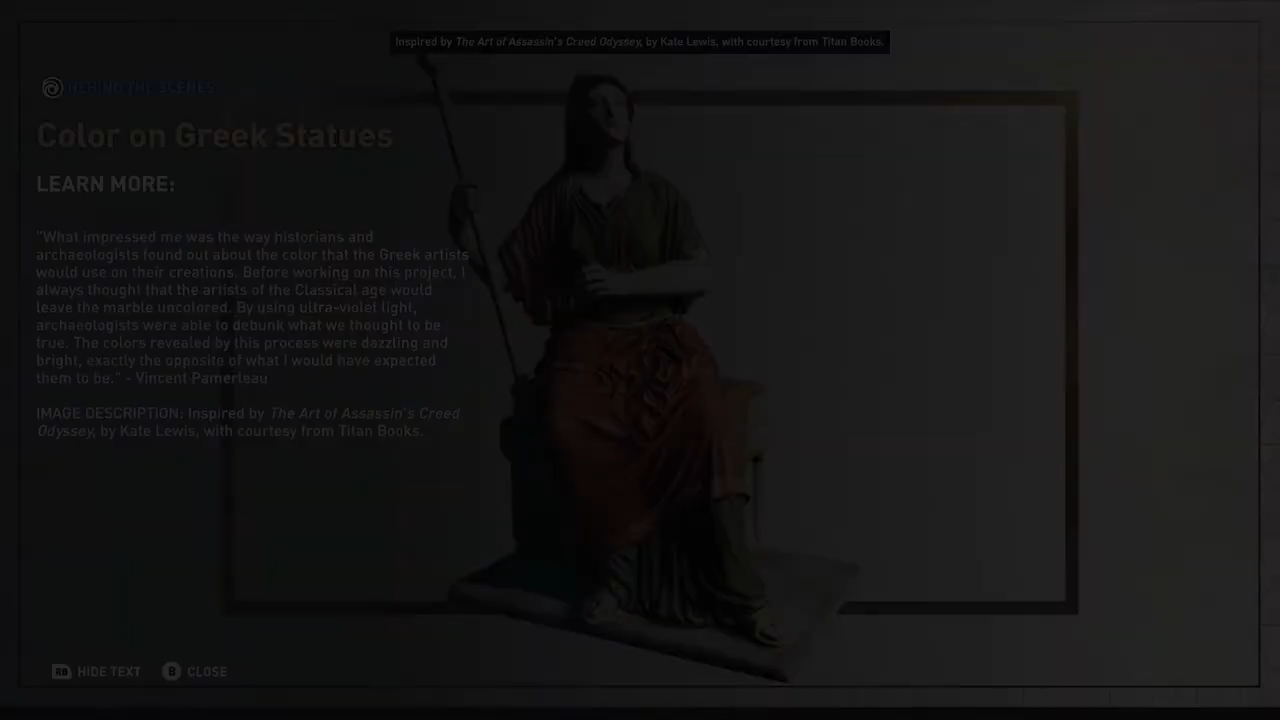 Inspired by The Art of Assassin's Creed Odyssey, by Kate Lewis, with courtesy from Titan Books.
BEHIND THE SCENES
Color on Greek Statues
LEARN MORE:
"What impressed me was the way historians and
archaeologists found out about the color that the Greek artists
would use on their creations. Before working on this project, I
always thought that the artists of the Classical age would
leave the marble uncolored. By using ultra-violet light,
archaeologists were able to debunk what we thought to be
true. The colors revealed by this process were dazzling and
bright, exactly the opposite of what I would have expected
them to be." - Vincent Pamerleau
IMAGE DESCRIPTION: Inspired by The Art of Assassin's Creed
Odyssey, by Kate Lewis, with courtesy from Titan Books.
RB HIDE TEXT B CLOSE